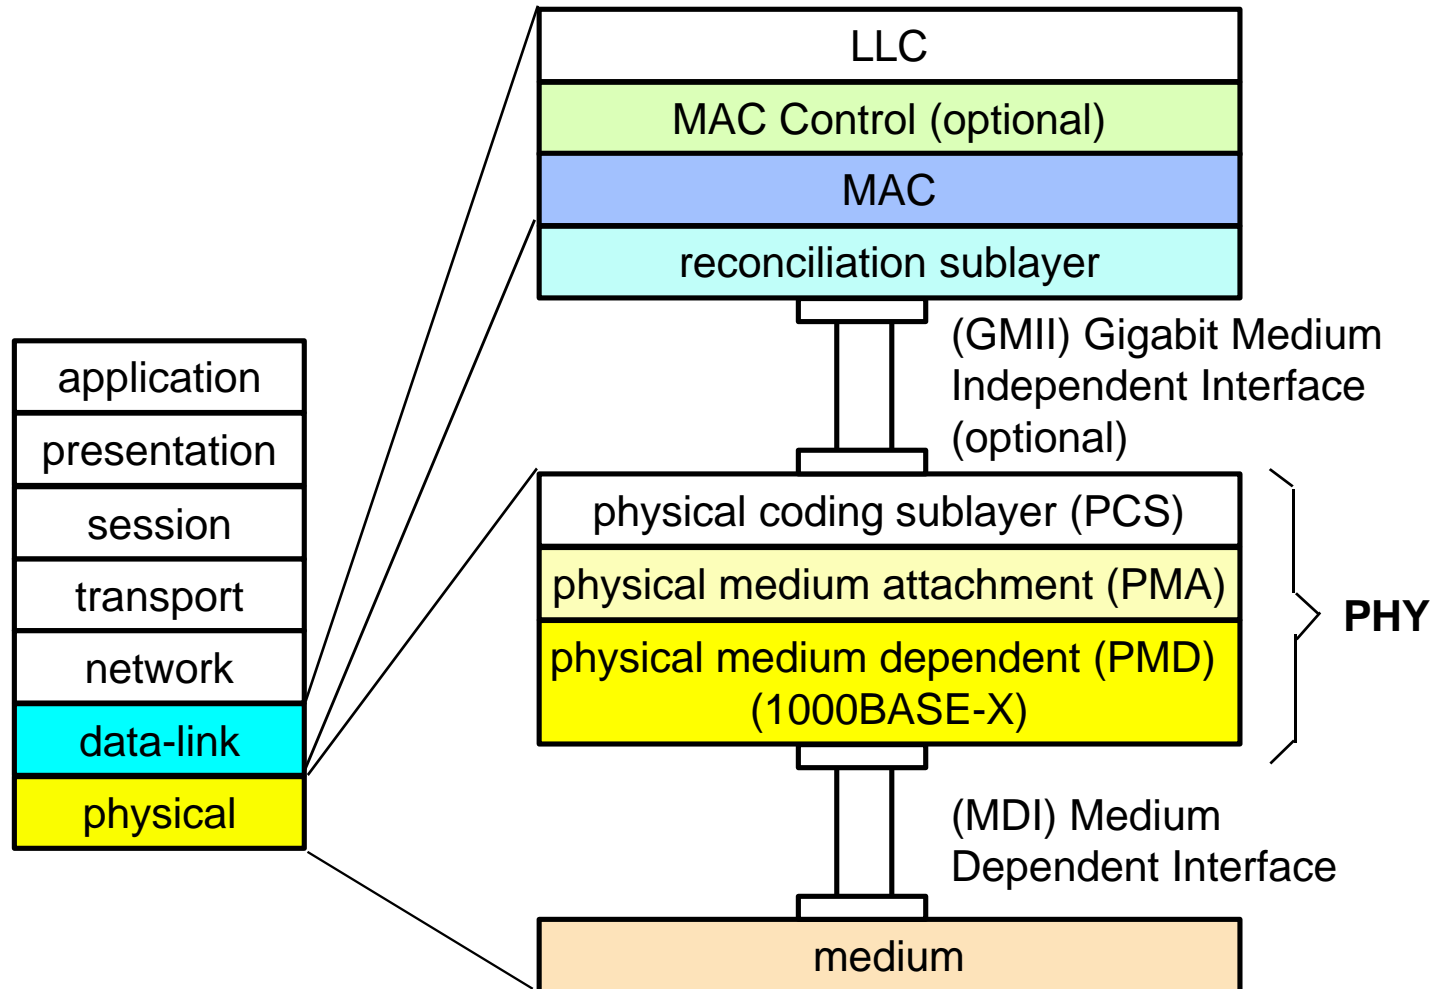 LLC
MAC Control (optional)
MAC
reconciliation sublayer
(GMII) Gigabit Medium
Independent Interface
(optional)
application
presentation
session
transport
network
data-link
physical
physical coding sublayer (PCS)
physical medium attachment (PMA)
physical medium dependent (PMD)
(1000BASE-X)
PHY
(MDI) Medium
Dependent Interface
medium